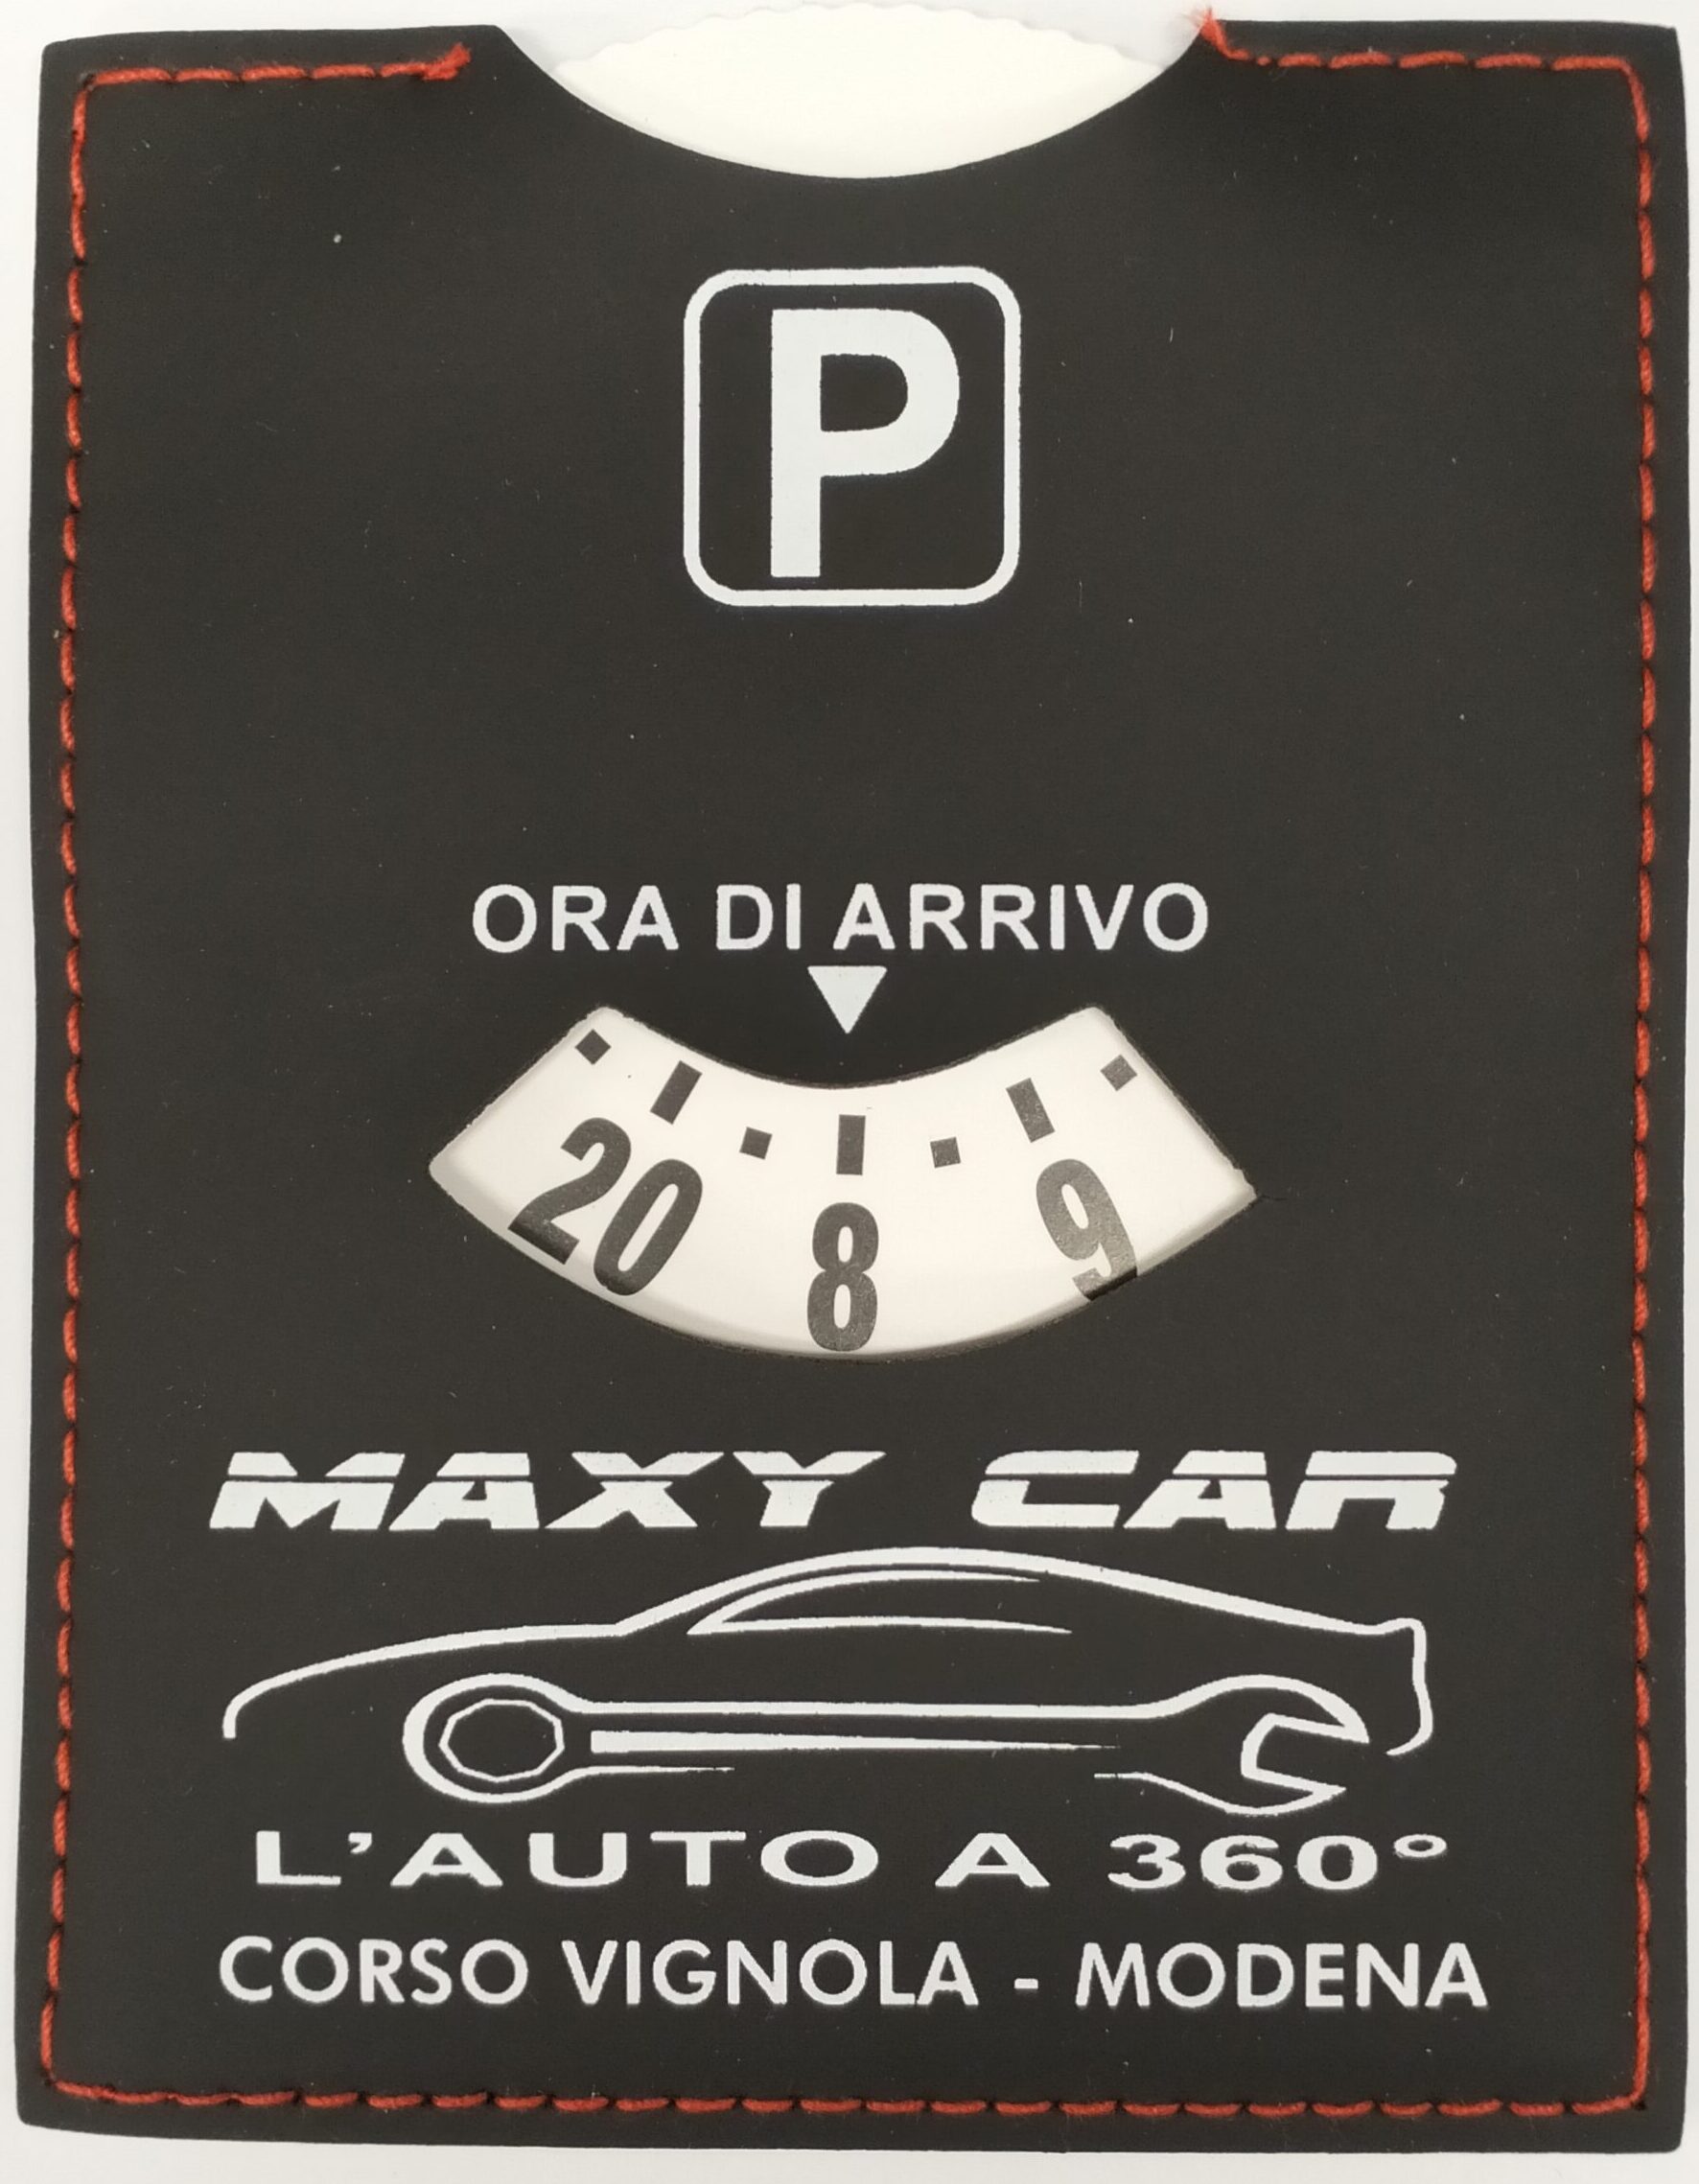 P
ORA DI ARRIVO
20 8 9
MAXY CAR
L'AUTO A 360°
CORSO VIGNOLA - MODENA